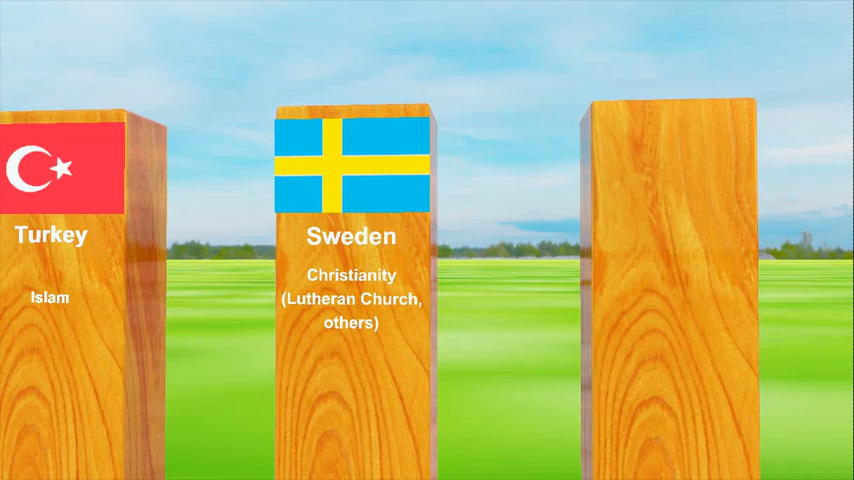 Turkey
Islam
Sweden
Christianity
(Lutheran Church,
others)